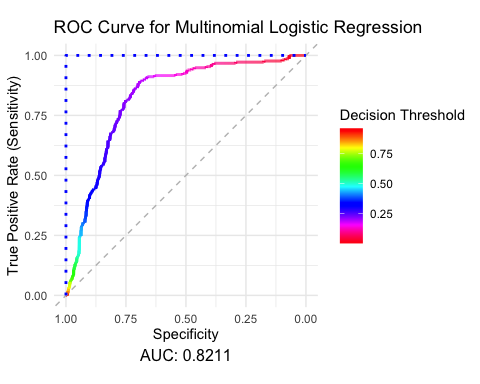 ROC Curve for Multinomial Logistic Regression
True Positive Rate (Sensitivity)
1.00
0.75
0.50
0.25
0.00
1.00 0.75 0.50 0.25 0.00
Specificity
AUC: 0.8211
Decision Threshold
0.75
0.50
0.25